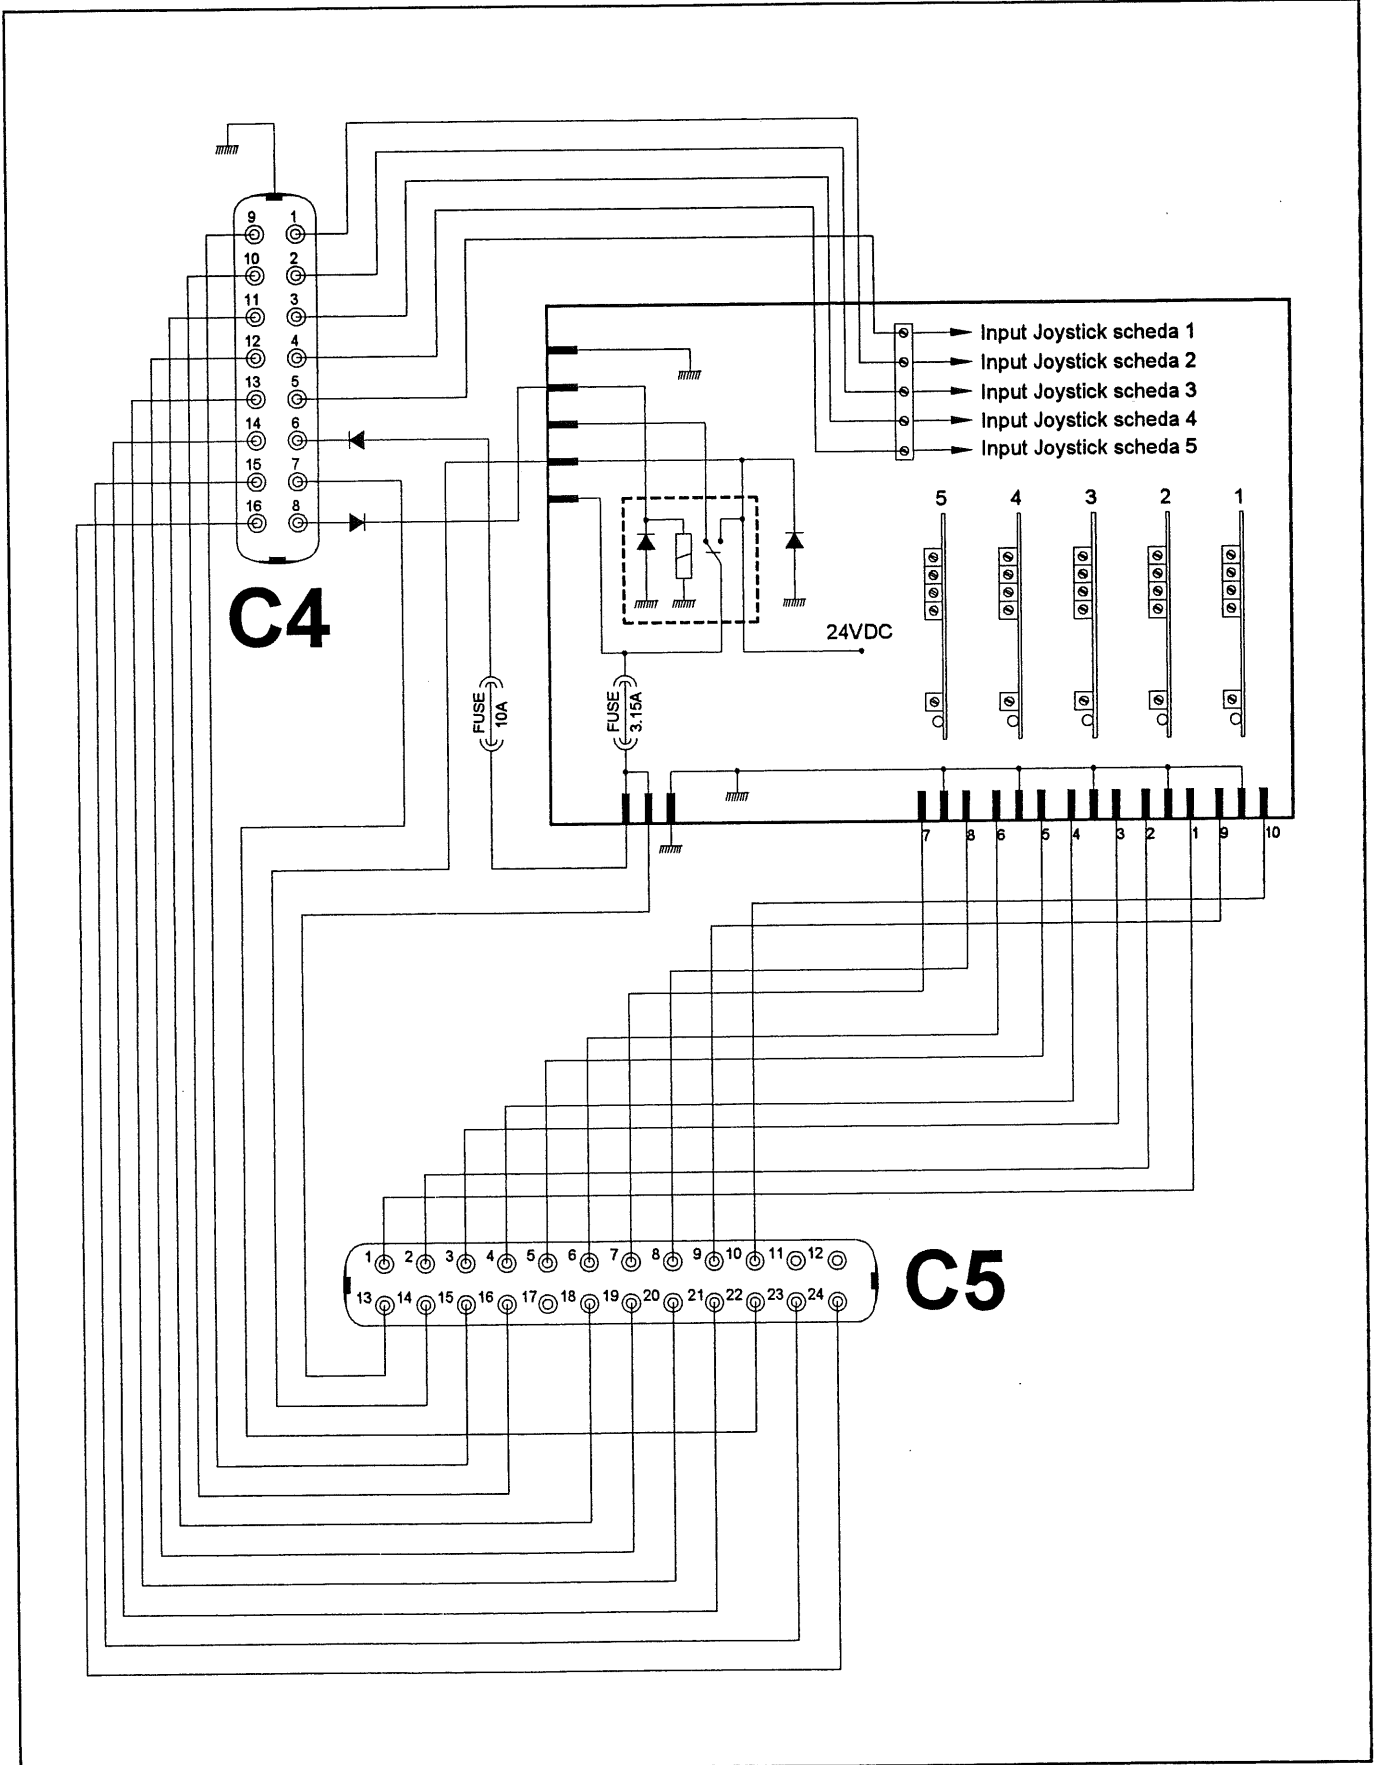 9 1
10 2
11 3
12 4
13 5
14 6
15 7
16 8
C4
Input Joystick scheda 1
Input Joystick scheda 2
Input Joystick scheda 3
Input Joystick scheda 4
Input Joystick scheda 5
5 4 3 2 1
24VDC
FUSE
10A
FUSE
3.15A
7 8 6 5 4 3 2 1 9 10
1 2 3 4 5 6 7 8 9 10 11 12
13 14 15 16 17 18 19 20 21 22 23 24
C5